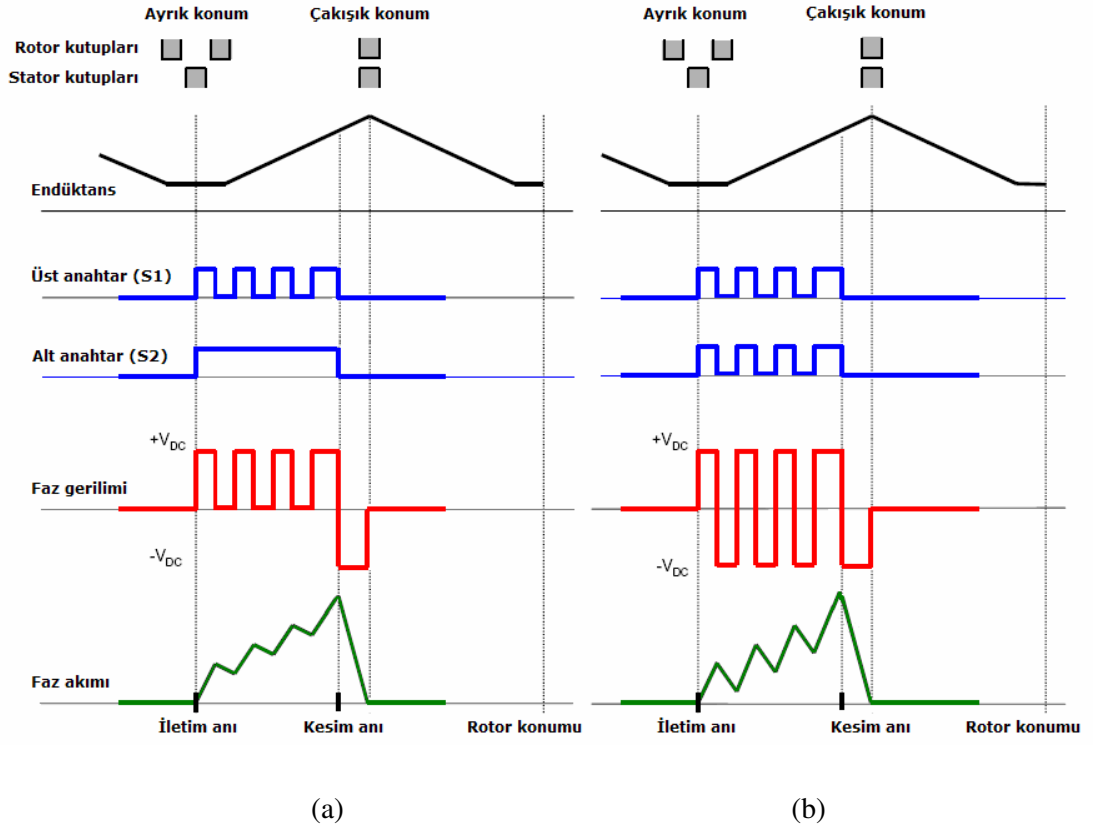 Ayrık konum
Çakışık konum
Rotor kutupları
Stator kutupları
Endüktans
Üst anahtar (S1)
Alt anahtar (S2)
+VDC
Faz gerilimi
-VDC
Faz akımı
İletim anı
Kesim anı
Rotor konumu
(a)
Ayrık konum
Çakışık konum
+VDC
-VDC
İletim anı
Kesim anı
Rotor konumu
(b)